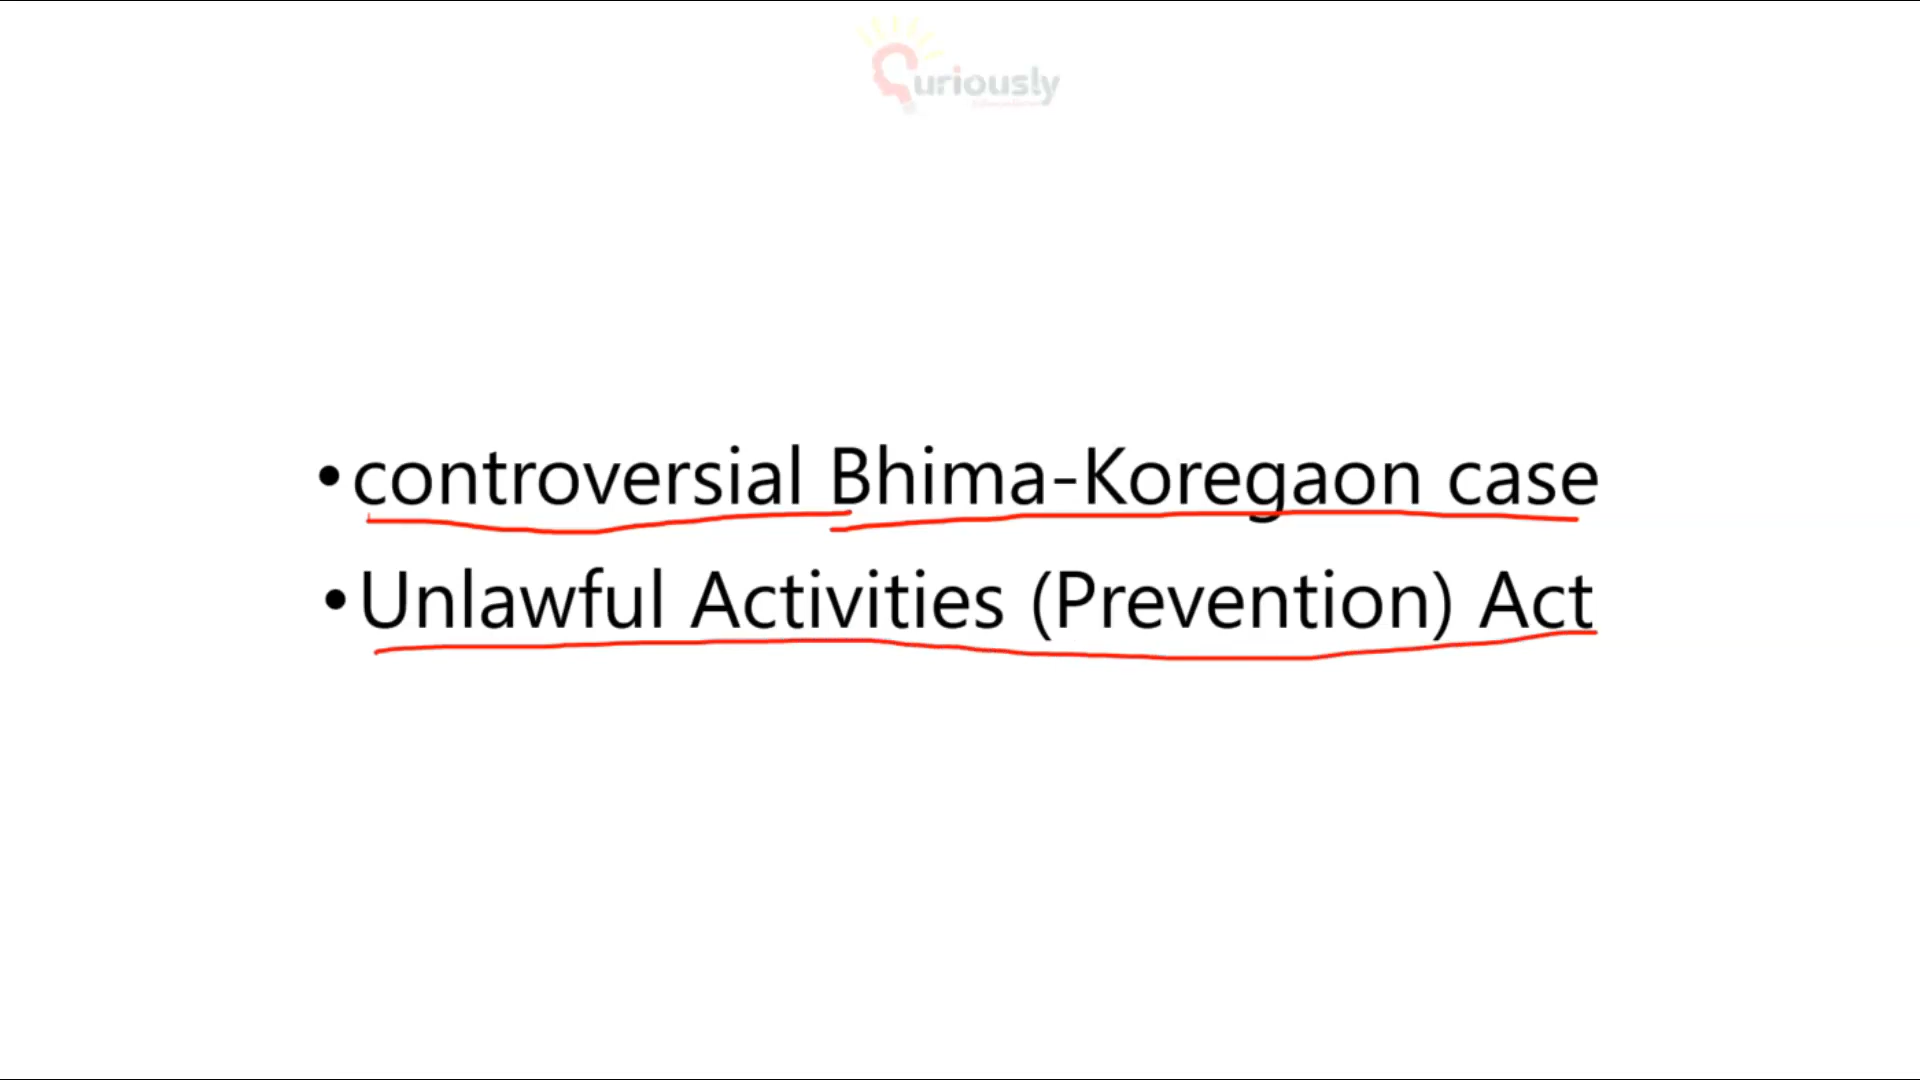 Curiously
•controversial Bhima-Koregaon case
•Unlawful Activities (Prevention) Act